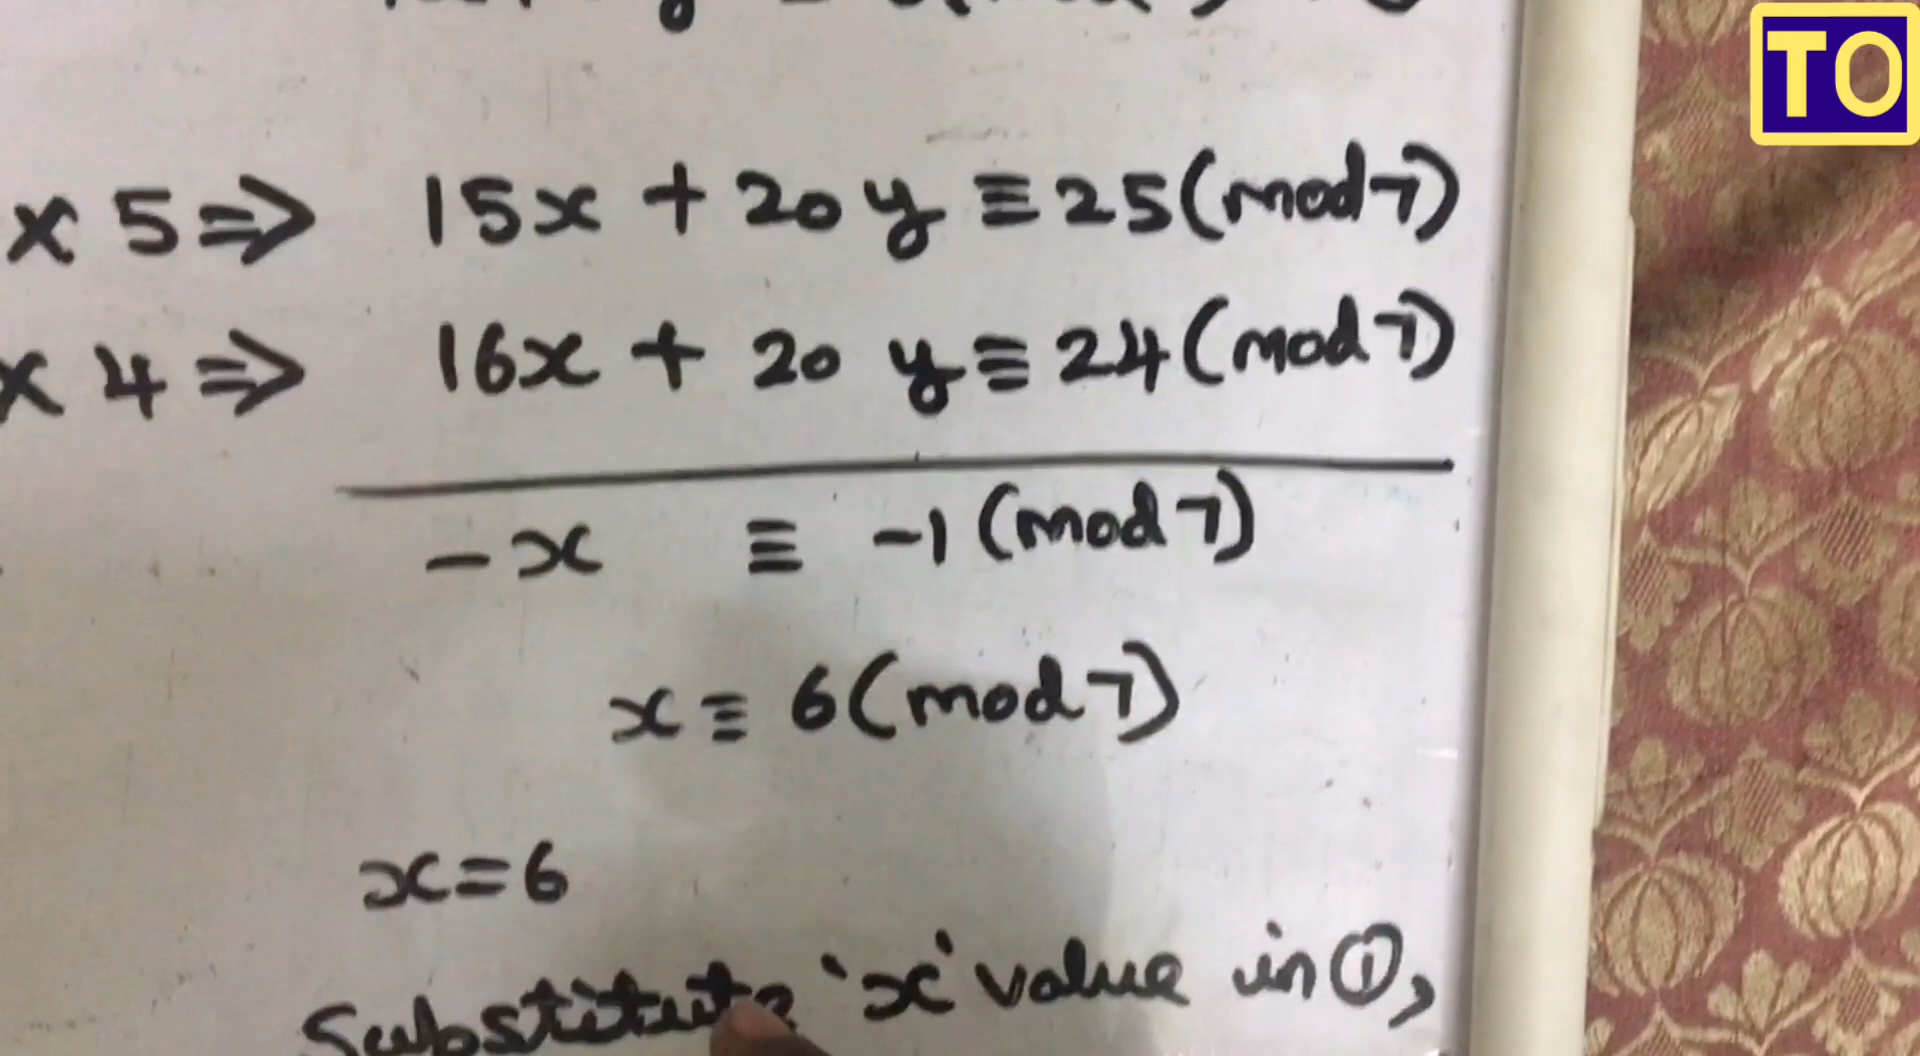 TO
x 5 ⇒ 15x + 20y ≡ 25 (mod 7)
x 4 ⇒ 16x + 20y ≡ 24 (mod 7)
-x ≡ -1 (mod 7)
x ≡ 6 (mod 7)
x = 6
Substitute 'x' value in ①,